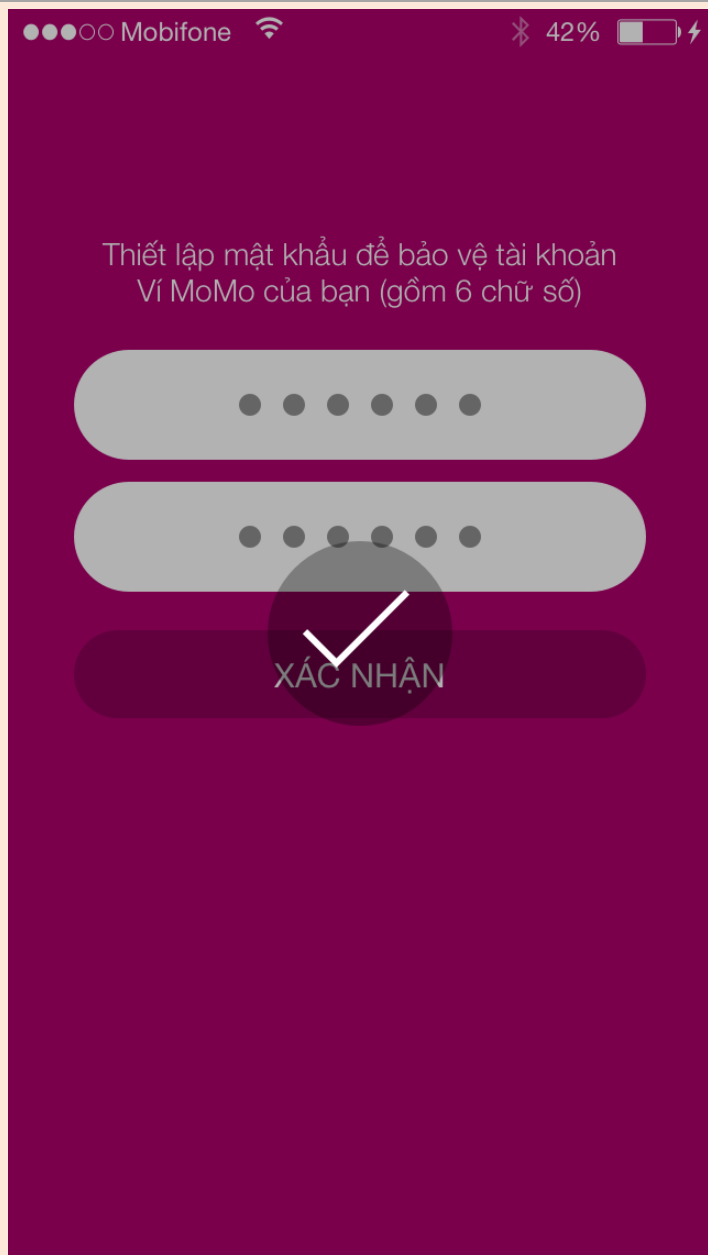 Mobifone 42%
Thiết lập mật khẩu để bảo vệ tài khoản
Ví MoMo của bạn (gồm 6 chữ số)
XÁC NHẬN